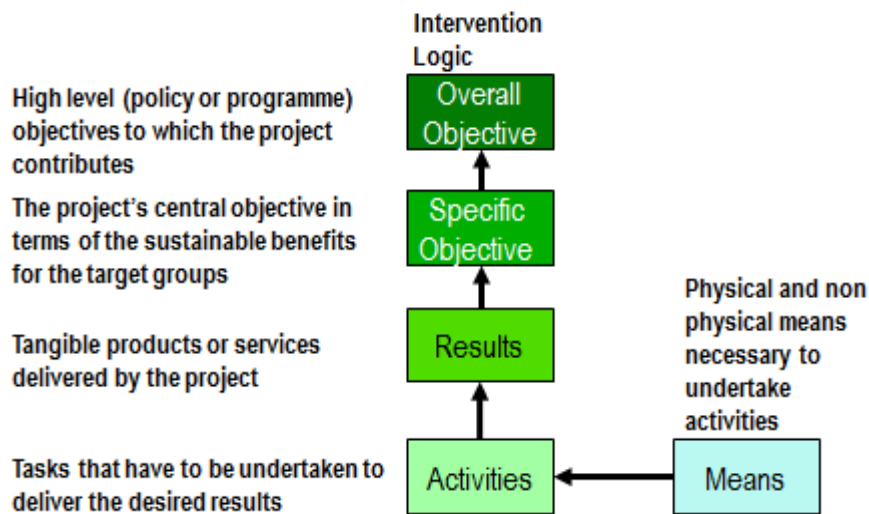 Intervention
Logic
High level (policy or programme)
objectives to which the project
contributes
Overall
Objective
The project's central objective in
terms of the sustainable benefits
for the target groups
Specific
Objective
Physical and non
physical means
necessary to
undertake
activities
Tangible products or services
delivered by the project
Results
Tasks that have to be undertaken to
deliver the desired results
Activities
Means